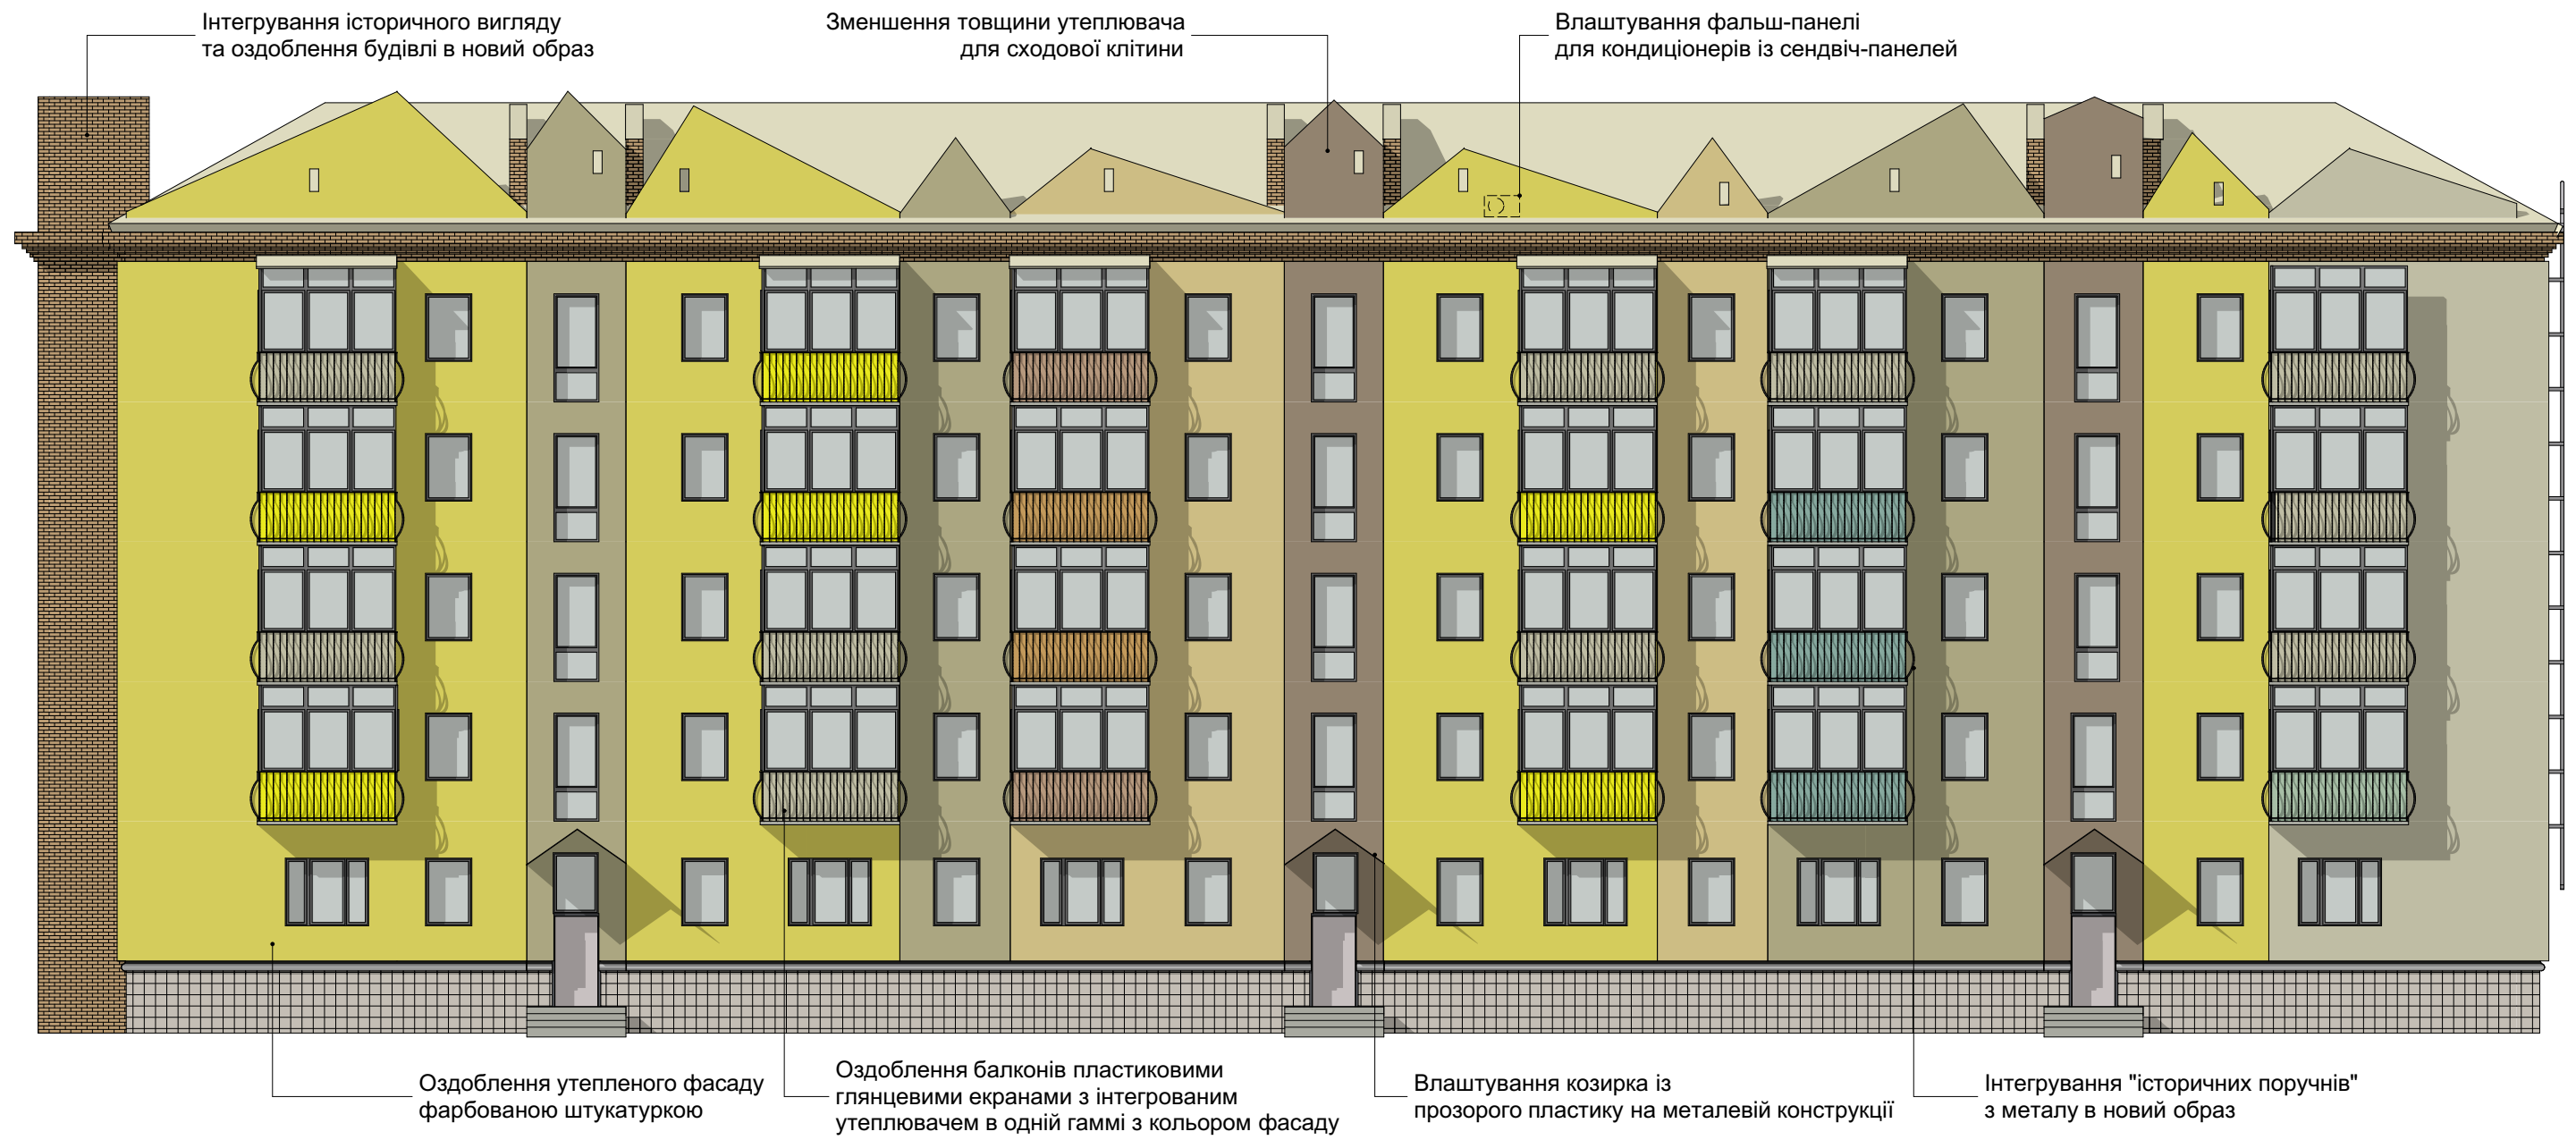 Інтегрування історичного вигляду
та оздоблення будівлі в новий образ
Зменшення товщини утеплювача
для сходової клітини
Влаштування фальш-панелі
для кондиціонерів із сендвіч-панелей
Оздоблення утепленого фасаду
фарбованою штукатуркою
Оздоблення балконів пластиковими
глянцевими екранами з інтегрованим
утеплювачем в одній гаммі з кольором фасаду
Влаштування козирка із
прозорого пластику на металевій конструкції
Інтегрування "історичних поручнів"
з металу в новий образ